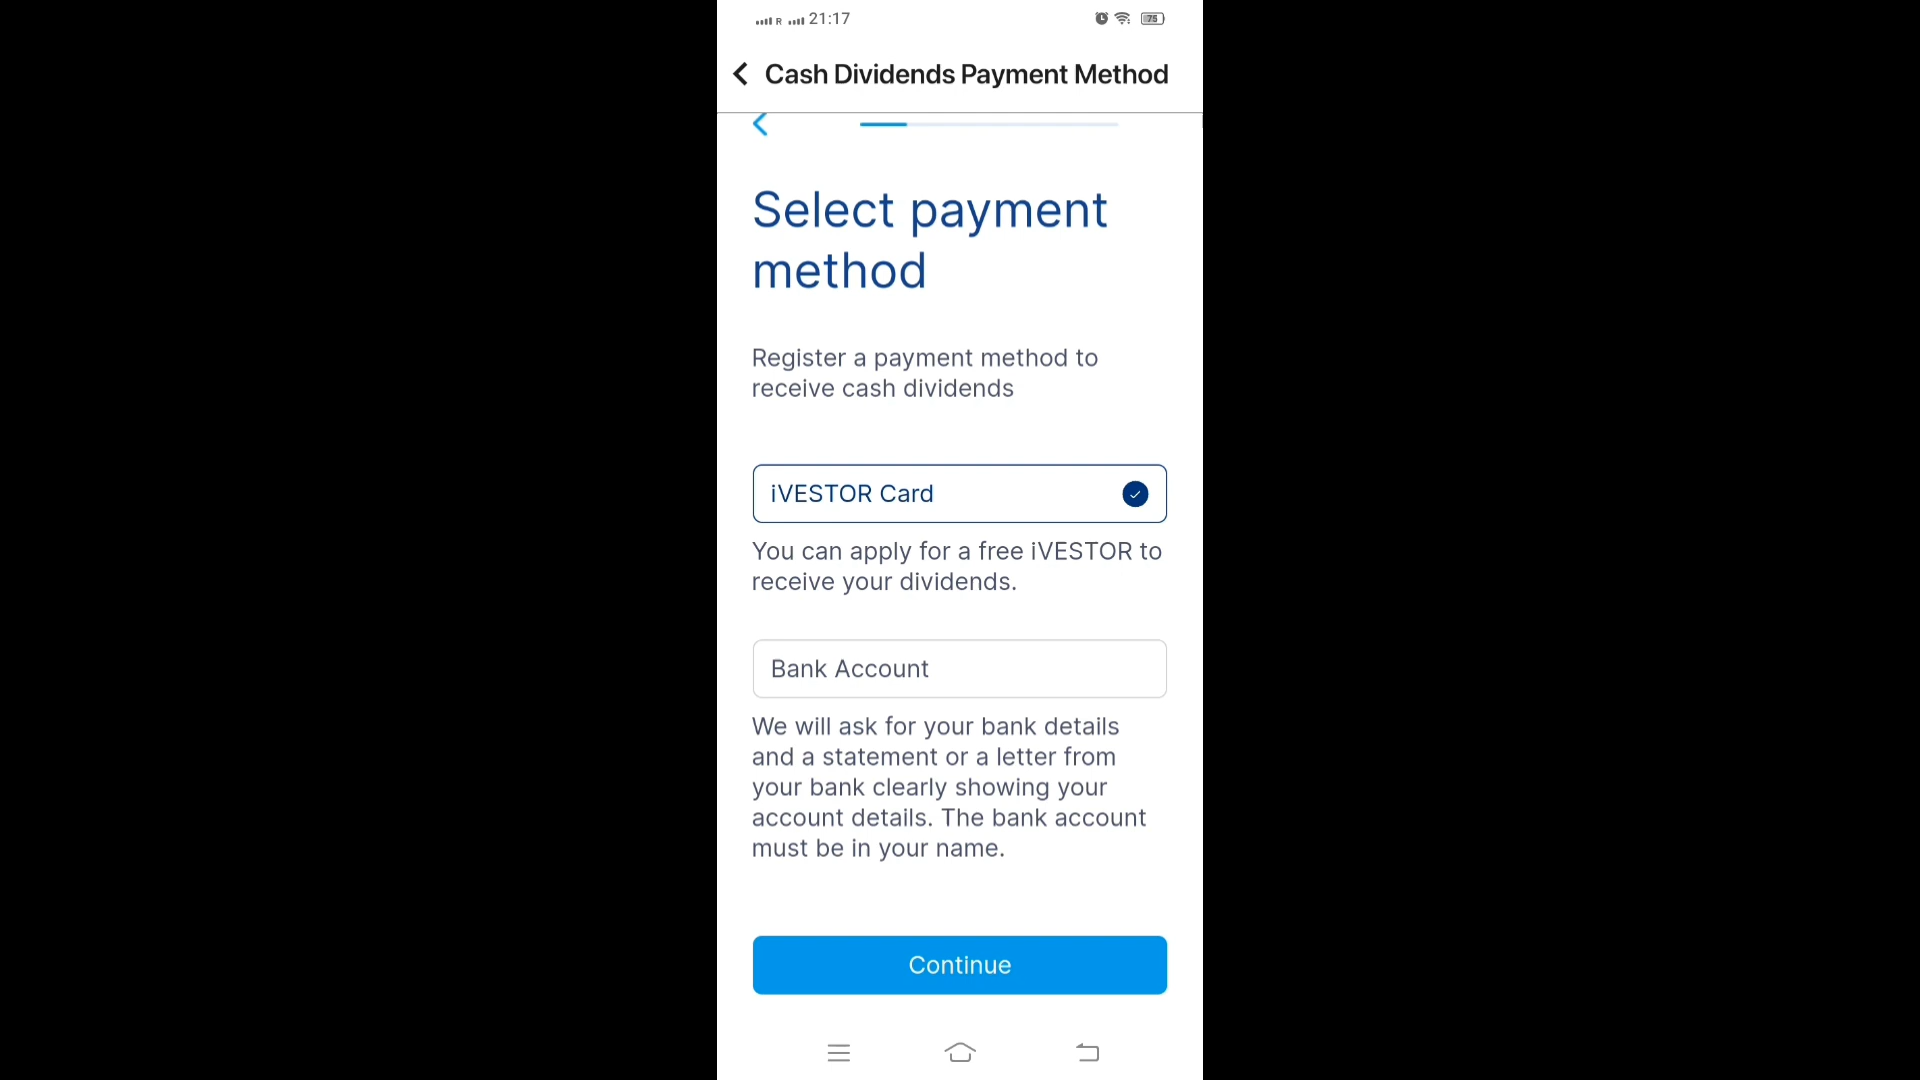 R 21:17 75
Cash Dividends Payment Method
Select payment
method
Register a payment method to
receive cash dividends
iVESTOR Card
You can apply for a free iVESTOR to
receive your dividends.
Bank Account
We will ask for your bank details
and a statement or a letter from
your bank clearly showing your
account details. The bank account
must be in your name.
Continue